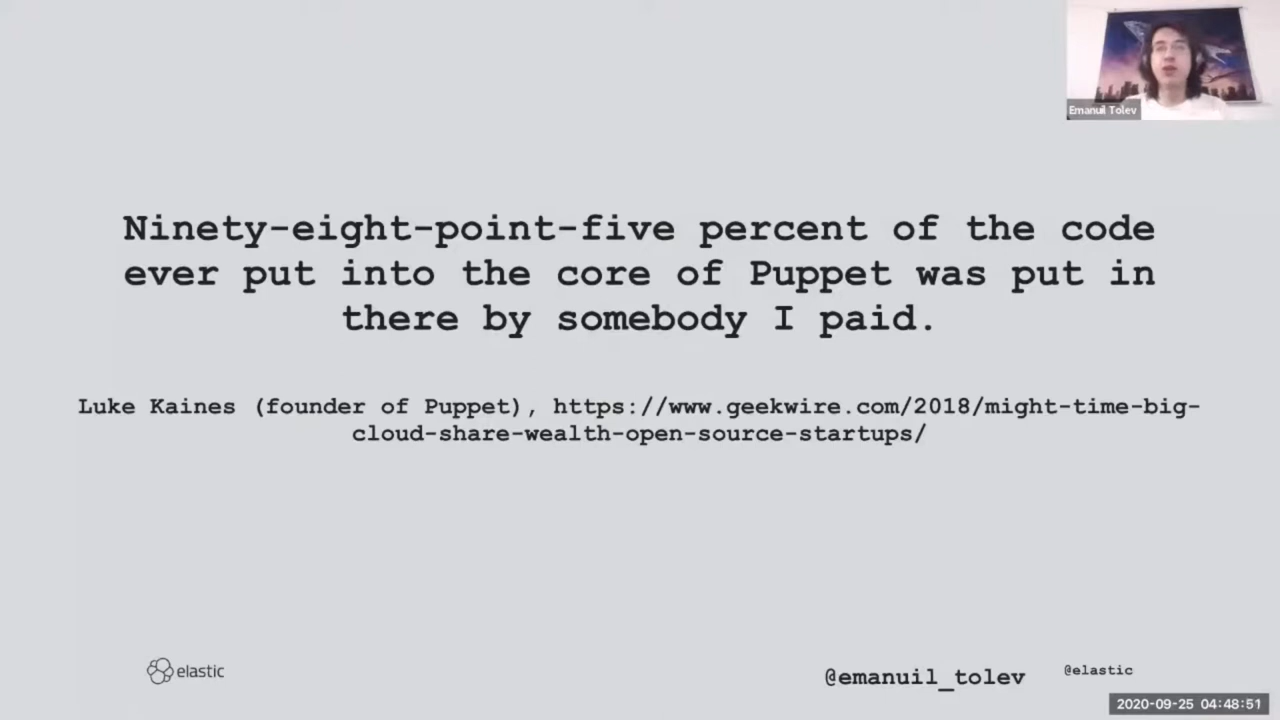 Emanuil Tolev
Ninety-eight-point-five percent of the code
ever put into the core of Puppet was put in
there by somebody I paid.
Luke Kaines (founder of Puppet), https://www.geekwire.com/2018/might-time-big-
cloud-share-wealth-open-source-startups/
elastic
@emanuil_tolev
@elastic
2020-09-25 04:48:51